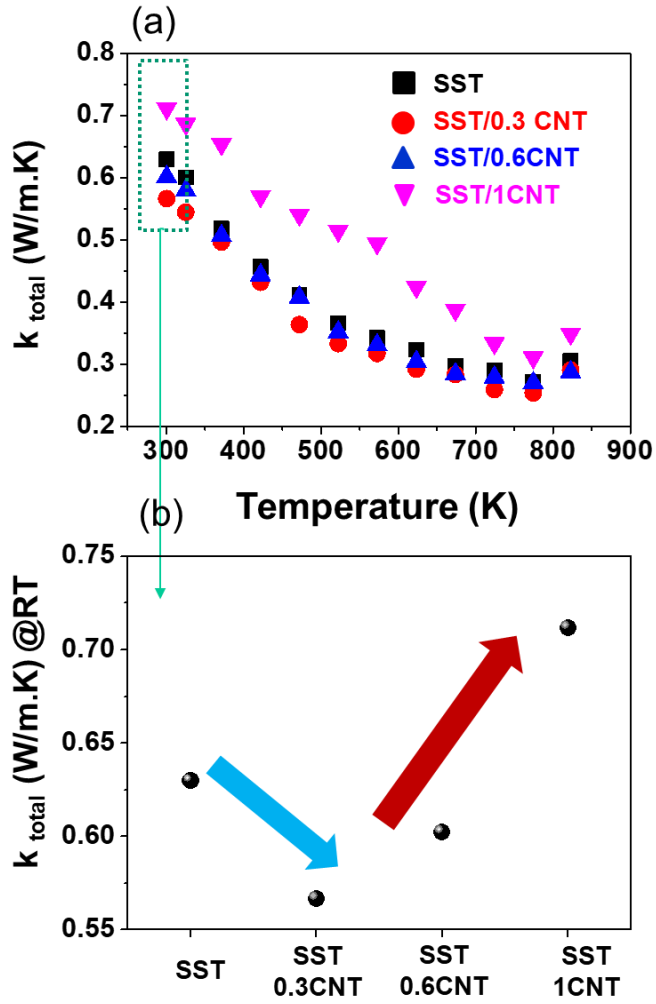 (a)
0.8
0.7
0.6
0.5
0.4
0.3
0.2
k total (W/m.K)
SST
SST/0.3 CNT
SST/0.6CNT
SST/1CNT
300 400 500 600 700 800 900
Temperature (K)
(b)
0.75
0.70
0.65
0.60
0.55
k total (W/m.K) @RT
SST
SST 0.3CNT
SST 0.6CNT
SST 1CNT